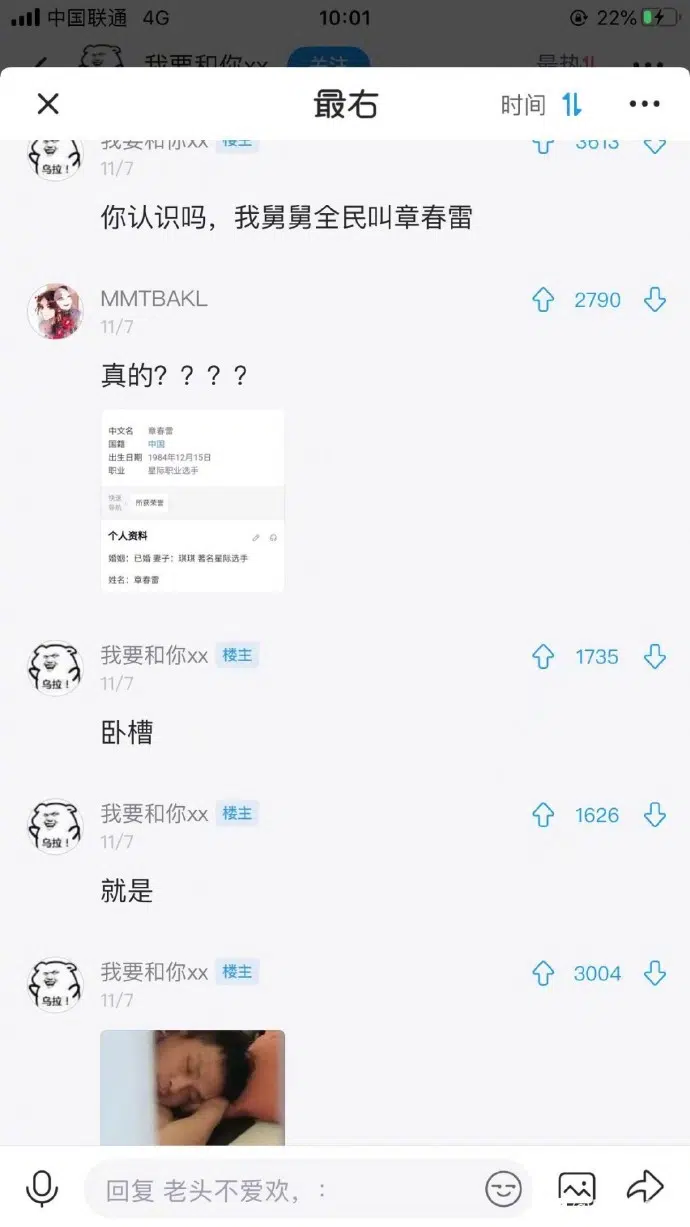 中国联通 4G 10:01 22%
我要和你xx 关注 最热
最右 时间
我要和你xx 楼主 3613
11/7
你认识吗，我舅舅全民叫章春雷
MMTBAKL 2790
11/7
真的？？？？
中文名 章春雷
国籍 中国
出生日期 1984年12月15日
职业 星际职业选手
快速导航 所获荣誉
个人资料
婚姻：已婚 妻子：琪琪 著名星际选手
姓名：章春雷
我要和你xx 楼主 1735
11/7
乌拉！
卧槽
我要和你xx 楼主 1626
11/7
乌拉！
就是
我要和你xx 楼主 3004
11/7
乌拉！
回复 老头不爱欢，：